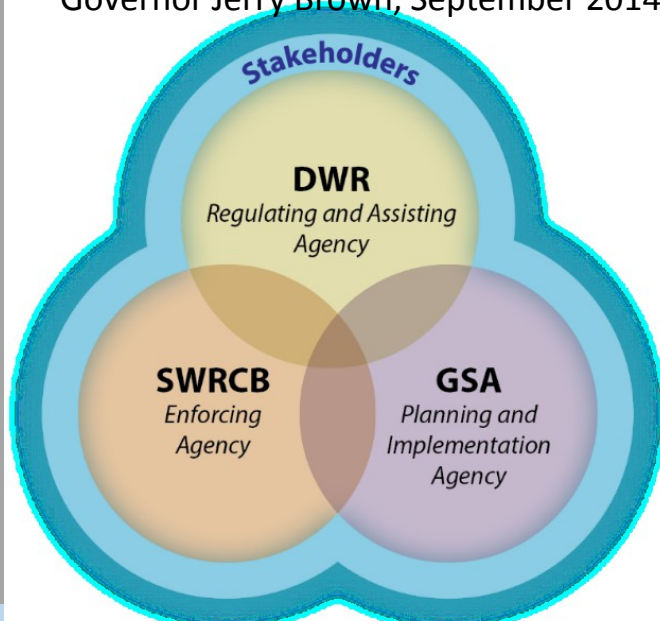 Governor Jerry Brown, September 2014
Stakeholders
DWR
Regulating and Assisting
Agency
SWRCB
Enforcing
Agency
GSA
Planning and
Implementation
Agency